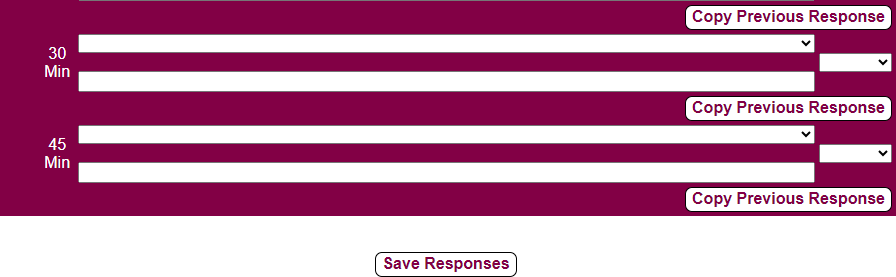 Copy Previous Response
30
Min
Copy Previous Response
45
Min
Copy Previous Response
Save Responses